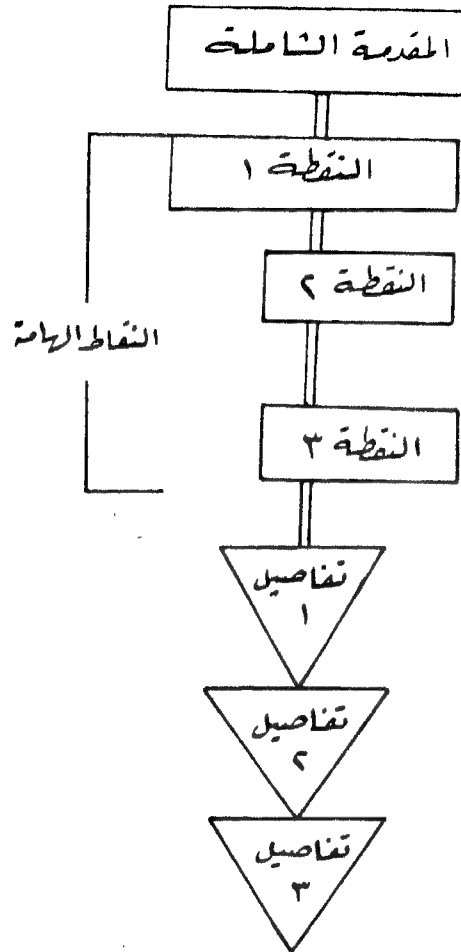 المقدمة الشاملة
النقطة ١
النقطة ٢
النقاط الهامة
النقطة ٣
تفاصيل
١
تفاصيل
٢
تفاصيل
٣